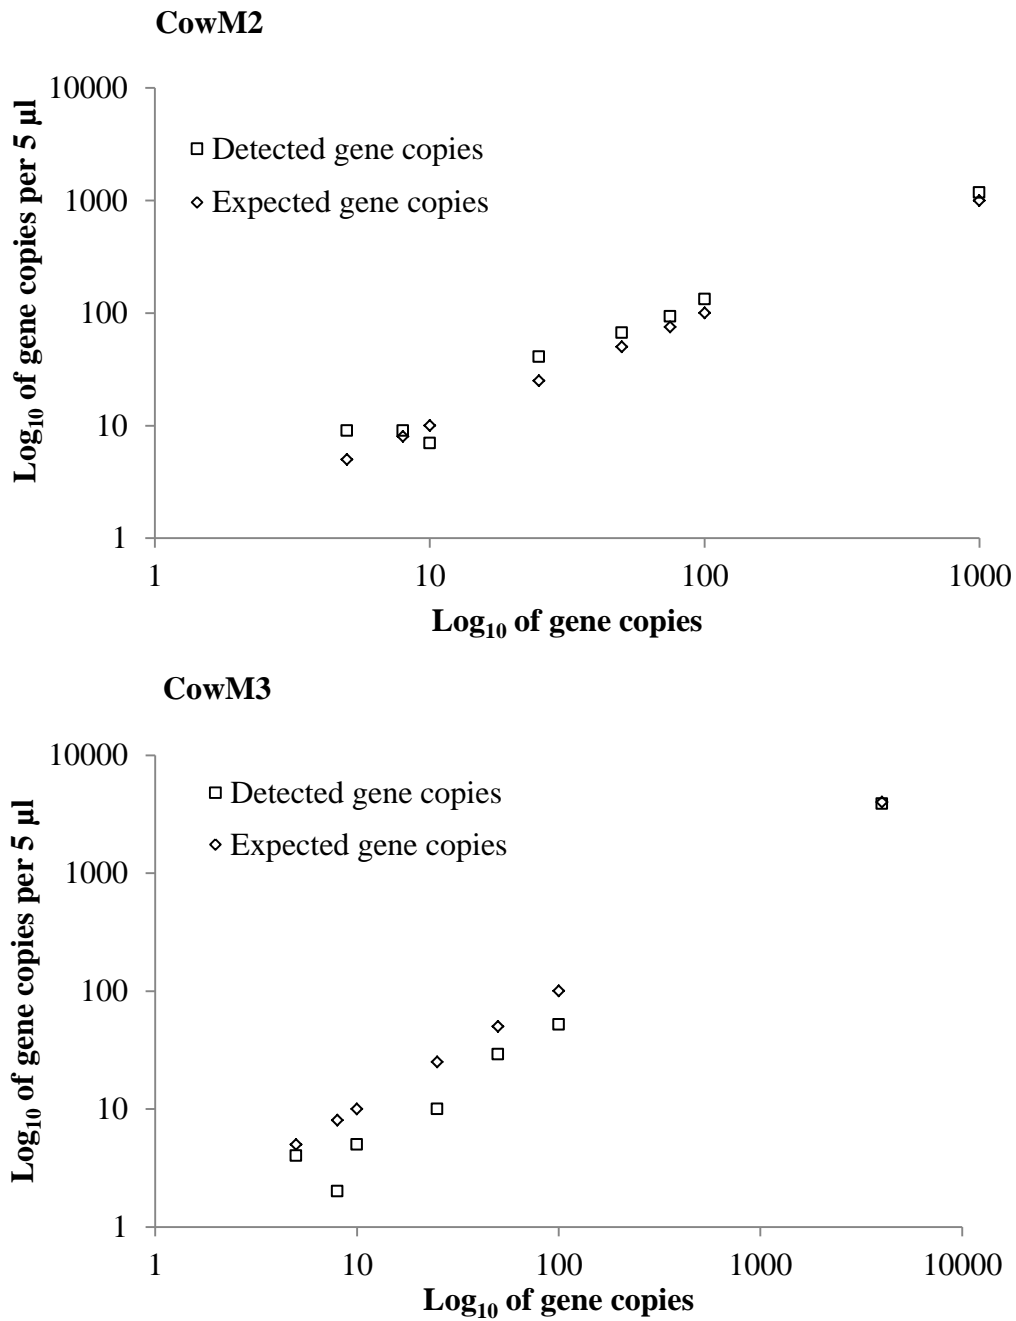 CowM2
10000
1000
100
10
1
Log₁₀ of gene copies per 5 µl
Detected gene copies
Expected gene copies
1 10 100 1000
Log₁₀ of gene copies
CowM3
10000
1000
100
10
1
Log₁₀ of gene copies per 5 µl
Detected gene copies
Expected gene copies
1 10 100 1000 10000
Log₁₀ of gene copies